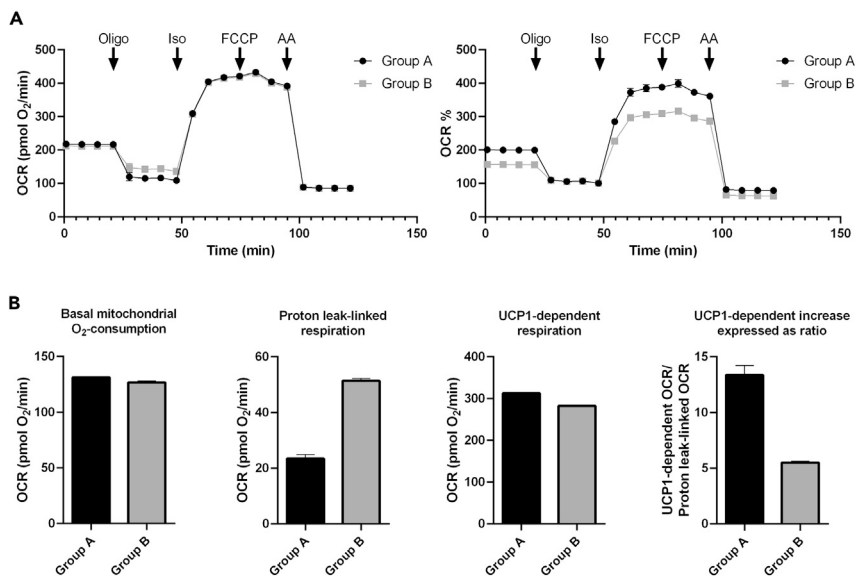 A
Oligo Iso FCCP AA
500
400
300
200
100
0
OCR (pmol O₂/min)
0 50 100 150
Time (min)
Group A
Group B
Oligo Iso FCCP AA
500
400
300
200
100
0
OCR %
0 50 100 150
Time (min)
Group A
Group B
B
Basal mitochondrial
O₂-consumption
150
100
50
0
OCR (pmol O₂/min)
Group A
Group B
Proton leak-linked
respiration
60
40
20
0
OCR (pmol O₂/min)
Group A
Group B
UCP1-dependent
respiration
400
300
200
100
0
OCR (pmol O₂/min)
Group A
Group B
UCP1-dependent increase
expressed as ratio
15
10
5
0
UCP1-dependent OCR/
Proton leak-linked OCR
Group A
Group B